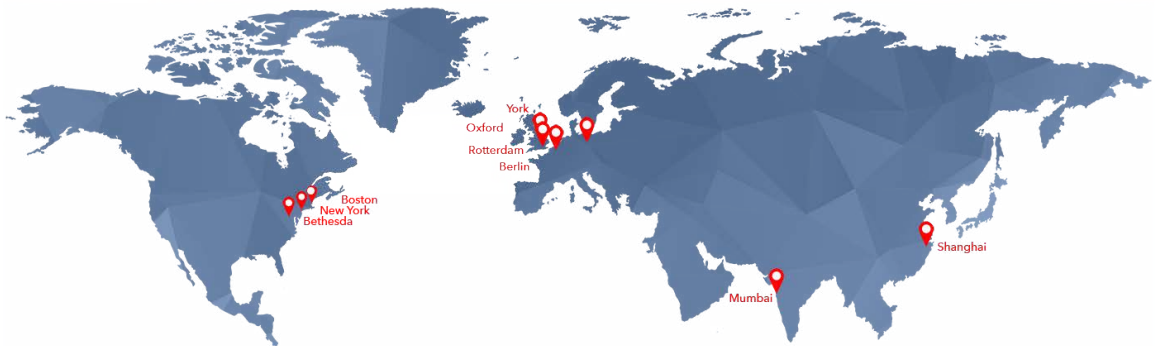 York
Oxford
Rotterdam
Berlin
Boston
New York
Bethesda
Shanghai
Mumbai